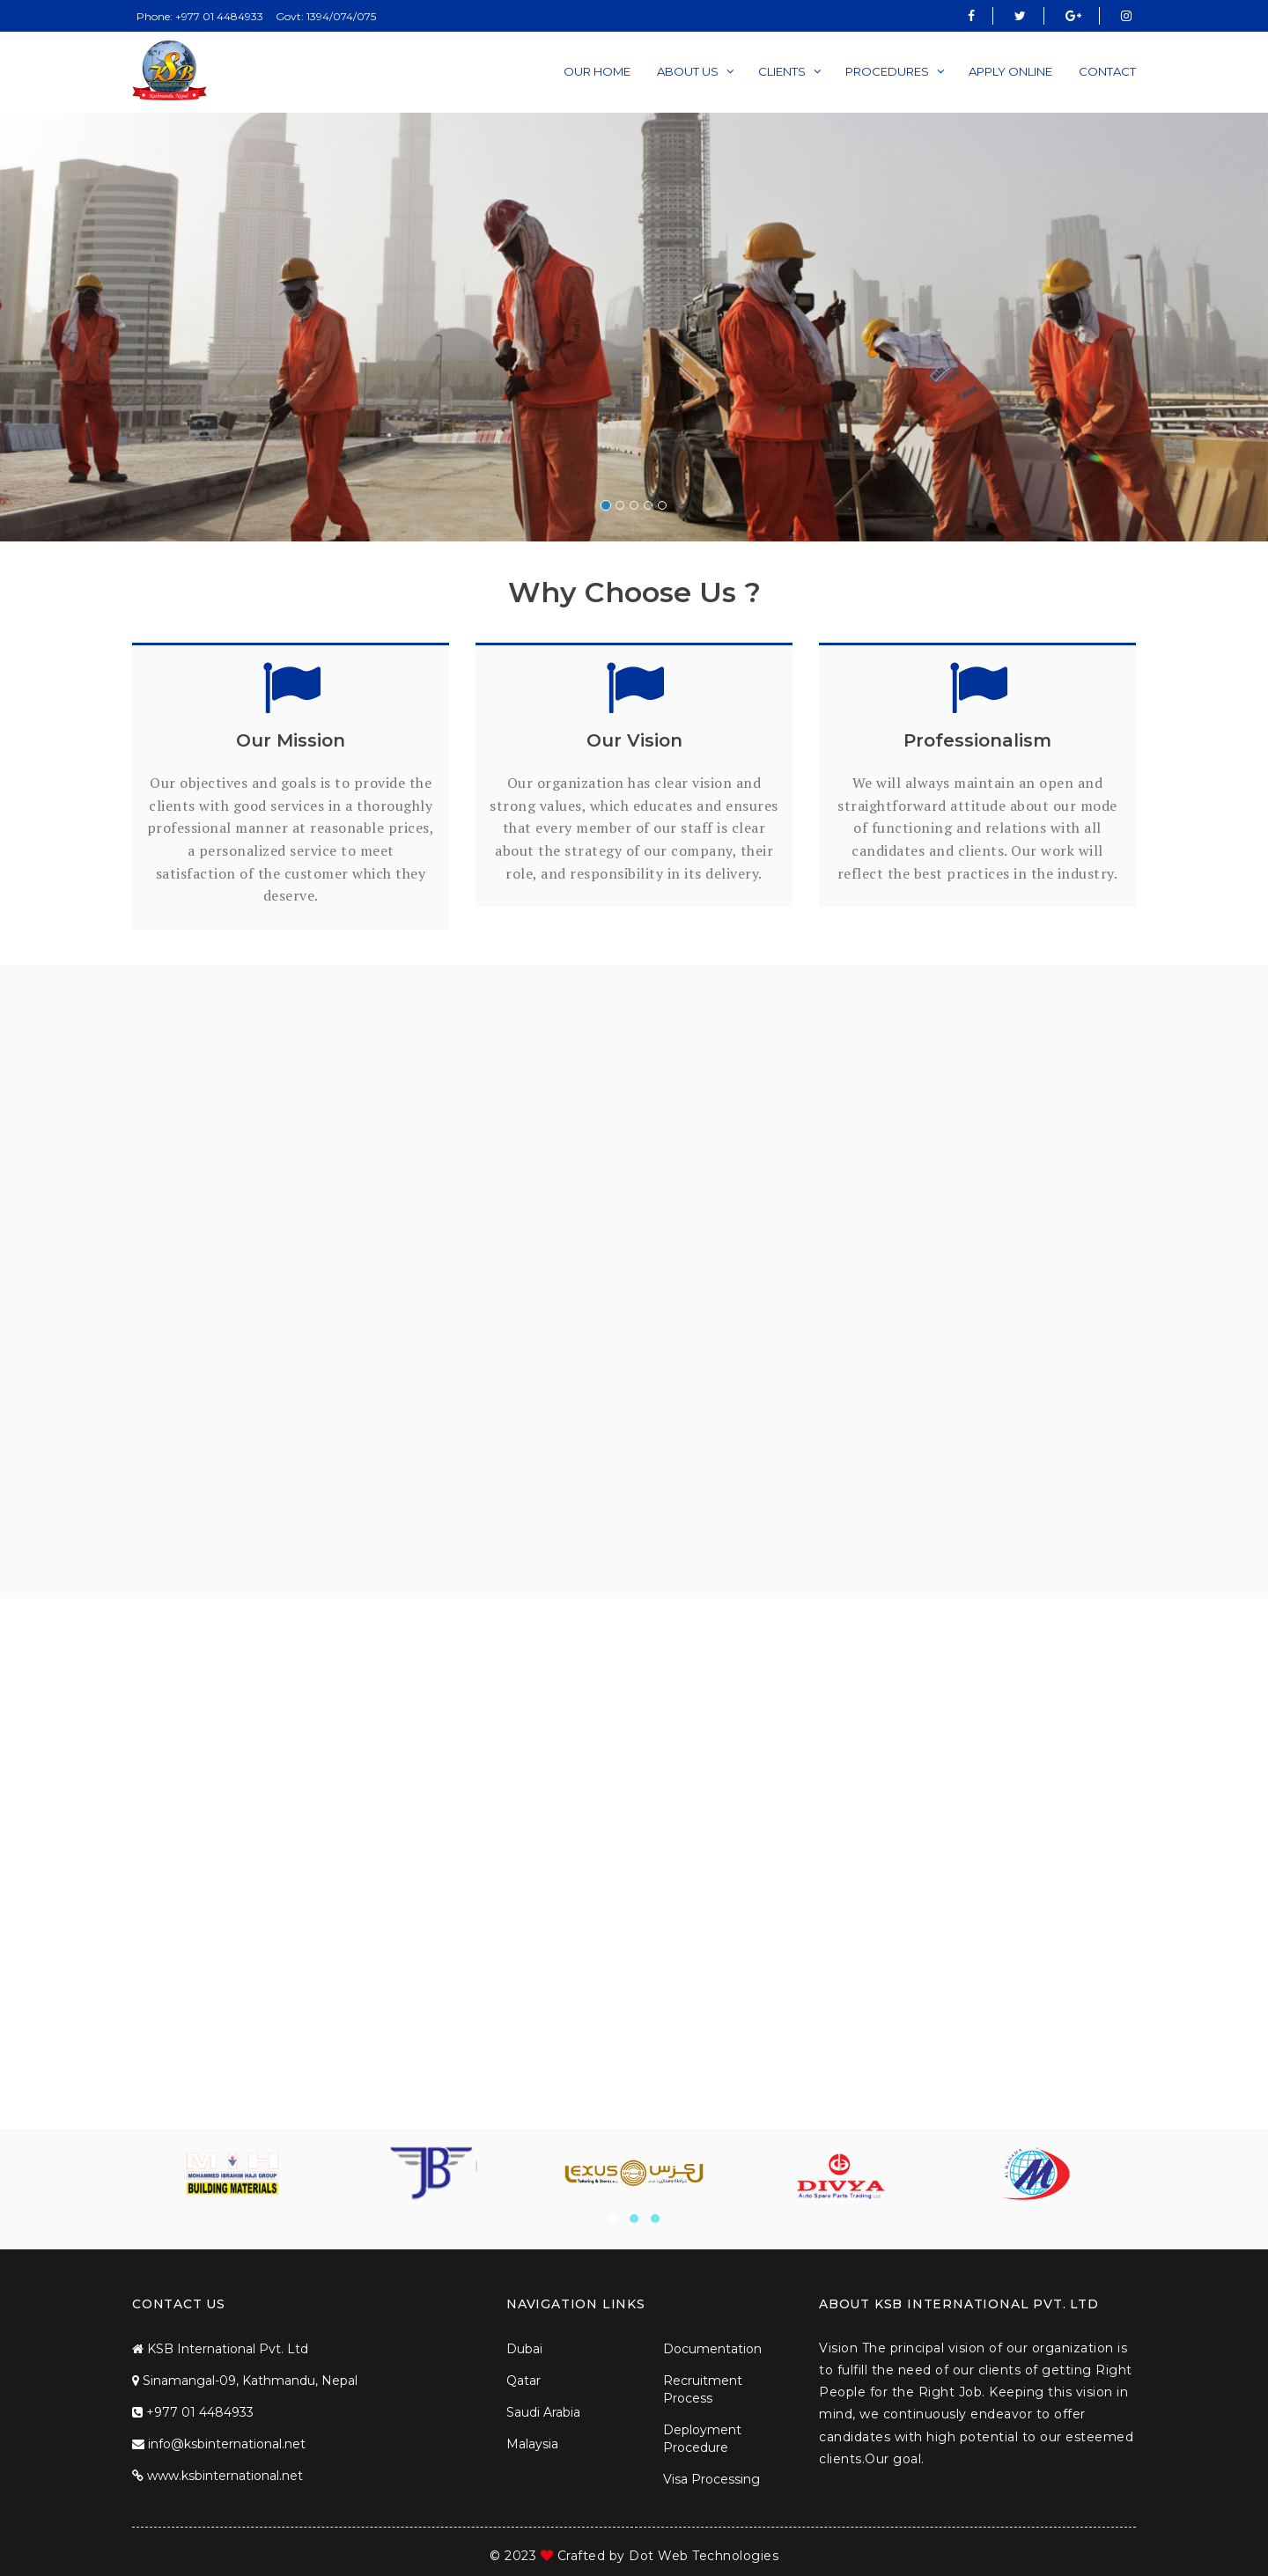 Phone: +977 01 4484933 Govt: 1394/074/075
KSB
Kathmandu, Nepal
OUR HOME ABOUT US CLIENTS PROCEDURES APPLY ONLINE CONTACT
Why Choose Us ?
Our Mission
Our objectives and goals is to provide the
clients with good services in a thoroughly
professional manner at reasonable prices,
a personalized service to meet
satisfaction of the customer which they
deserve.
Our Vision
Our organization has clear vision and
strong values, which educates and ensures
that every member of our staff is clear
about the strategy of our company, their
role, and responsibility in its delivery.
Professionalism
We will always maintain an open and
straightforward attitude about our mode
of functioning and relations with all
candidates and clients. Our work will
reflect the best practices in the industry.
M H
MOHAMMED IBRAHIM HAJI GROUP
BUILDING MATERIALS
JB
LEXUS لكزس
DIVYA
Auto Spare Parts Trading LLC
M
CONTACT US
KSB International Pvt. Ltd
Sinamangal-09, Kathmandu, Nepal
+977 01 4484933
info@ksbinternational.net
www.ksbinternational.net
NAVIGATION LINKS
Dubai
Qatar
Saudi Arabia
Malaysia
Documentation
Recruitment
Process
Deployment
Procedure
Visa Processing
ABOUT KSB INTERNATIONAL PVT. LTD
Vision The principal vision of our organization is
to fulfill the need of our clients of getting Right
People for the Right Job. Keeping this vision in
mind, we continuously endeavor to offer
candidates with high potential to our esteemed
clients.Our goal.
© 2023 Crafted by Dot Web Technologies